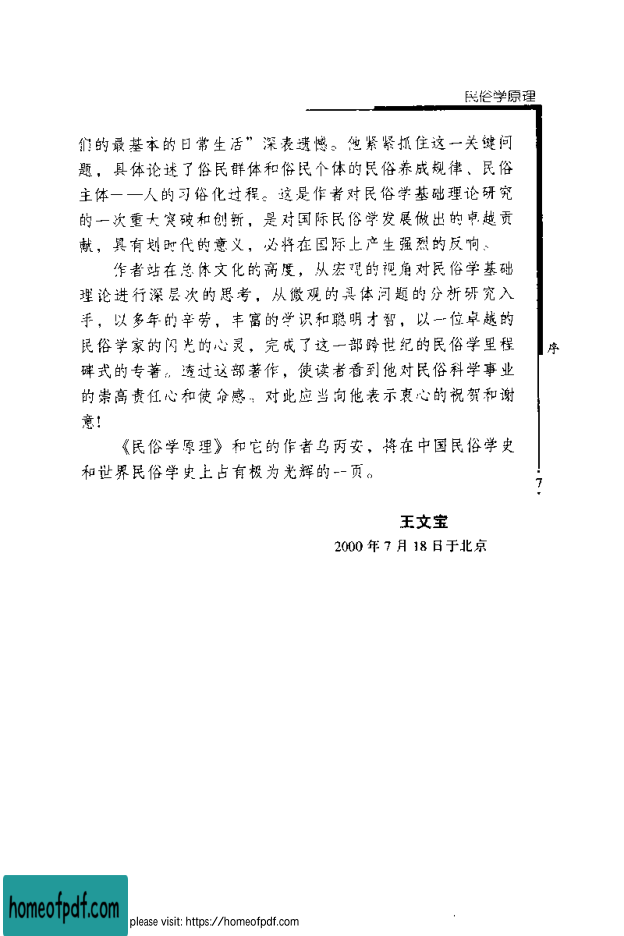 民俗学原理
们的最基本的日常生活”深表遗憾。他紧紧抓住这一关键问
题，具体论述了俗民群体和俗民个体的民俗养成规律、民俗
主体——人的习俗化过程。这是作者对民俗学基础理论研究
的一次重大突破和创新，是对国际民俗学发展做出的卓越贡
献，具有划时代的意义，必将在国际上产生强烈的反响。
作者站在总体文化的高度，从宏观的视角对民俗学基础
理论进行深层次的思考，从微观的具体问题的分析研究入
手，以多年的辛劳，丰富的学识和聪明才智，以一位卓越的
民俗学家的闪光的心灵，完成了这一部跨世纪的民俗学里程
碑式的专著。透过这部著作，使读者看到他对民俗科学事业
的崇高责任心和使命感。对此应当向他表示衷心的祝贺和谢
意！
《民俗学原理》和它的作者乌丙安，将在中国民俗学史
和世界民俗学史上占有极为光辉的一页。
王文宝
2000 年 7 月 18 日于北京
序
7
homeofpdf.com
please visit: https://homeofpdf.com